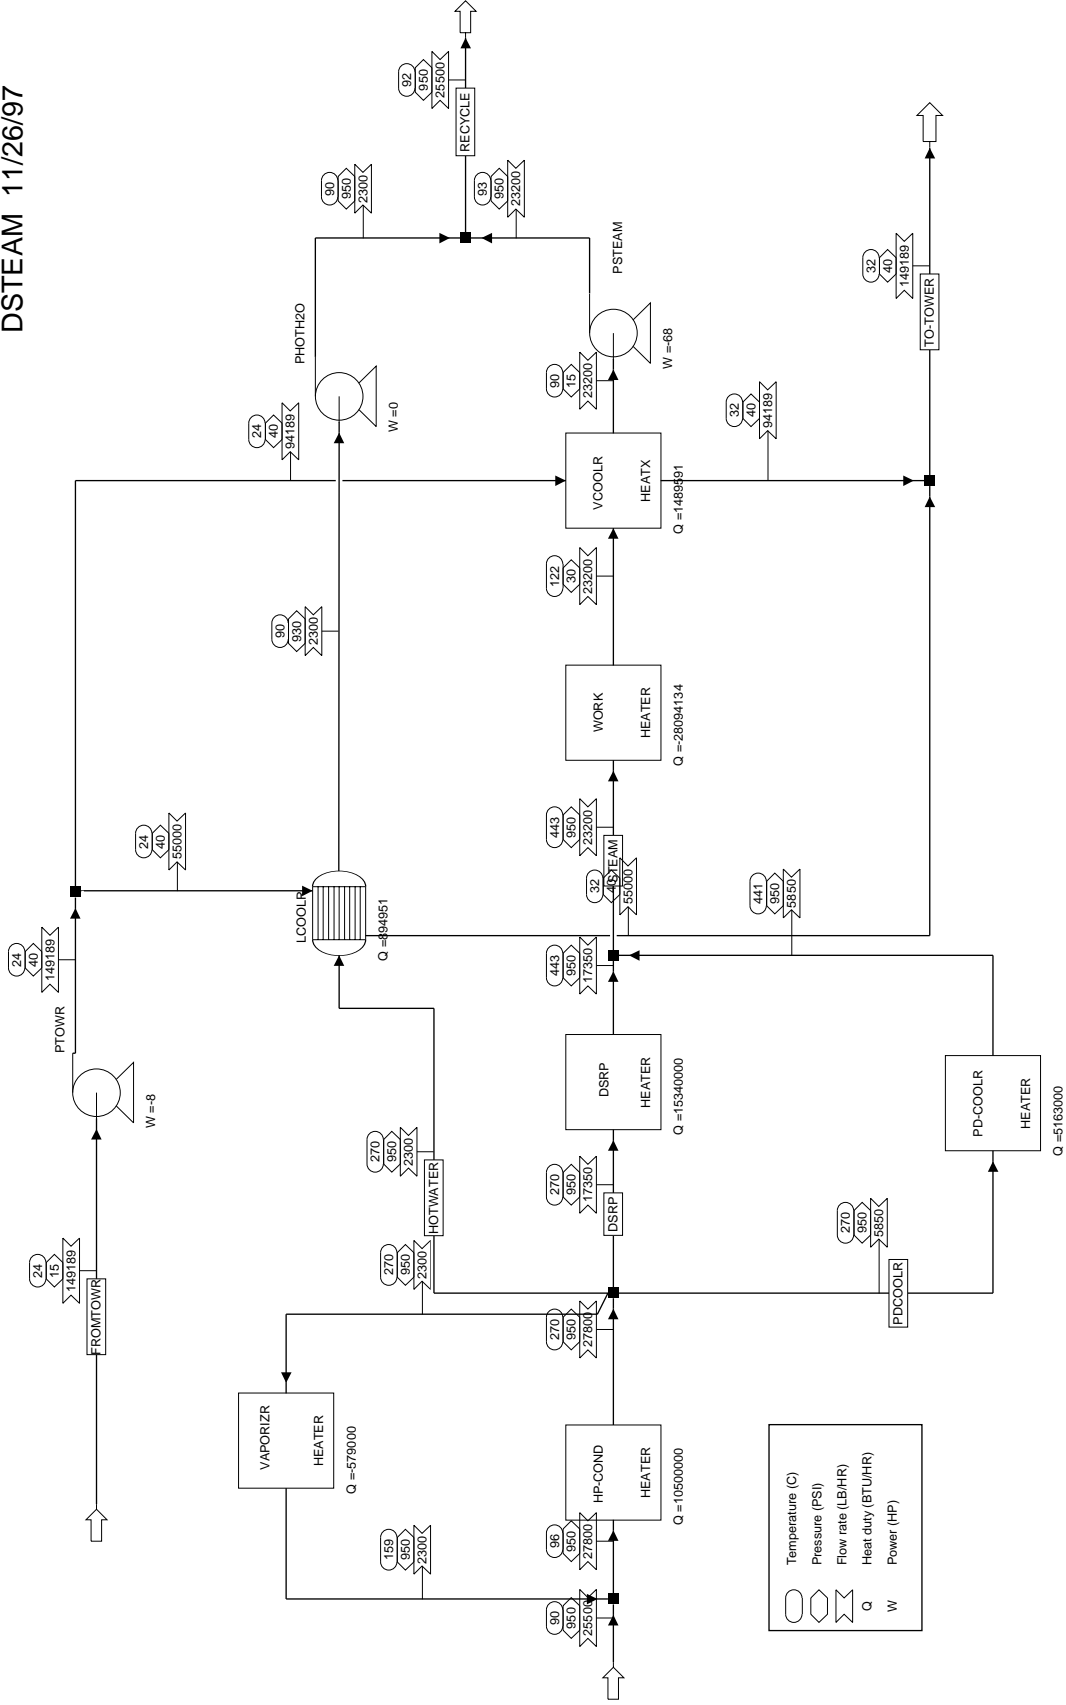 DSTEAM 11/26/97
FROMTOWR
24
15
149189
PTOWR
W =-8
24
40
149189
24
40
55000
24
40
94189
VAPORIZR
HEATER
Q =-579000
159
950
2300
270
950
2300
HOTWATER
270
950
2300
LCOOLR
Q =894951
90
930
2300
PHOTH2O
W =0
90
950
2300
RECYCLE
92
950
25500
93
950
23200
PSTEAM
W =-68
90
950
25500
96
950
27800
HP-COND
HEATER
Q =10500000
270
950
27800
DSRP
270
950
17350
DSRP
HEATER
Q =15340000
443
950
17350
STEAM
443
950
23200
32
40
55000
WORK
HEATER
Q =-28094134
122
30
23200
VCOOLR
HEATX
Q =1489591
90
15
23200
PDCOOLR
270
950
5850
PD-COOLR
HEATER
Q =5163000
441
950
5850
32
40
94189
TO-TOWER
32
40
149189
Temperature (C)
Pressure (PSI)
Flow rate (LB/HR)
Q Heat duty (BTU/HR)
W Power (HP)